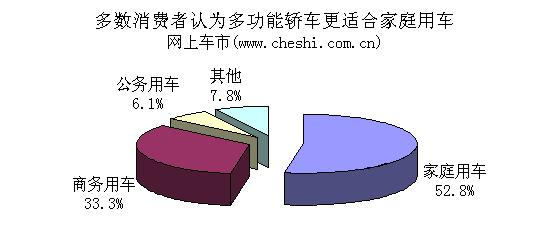 多数消费者认为多功能轿车更适合家庭用车
网上车市(www.cheshi.com.cn)
其他
7.8%
公务用车
6.1%
家庭用车
52.8%
商务用车
33.3%